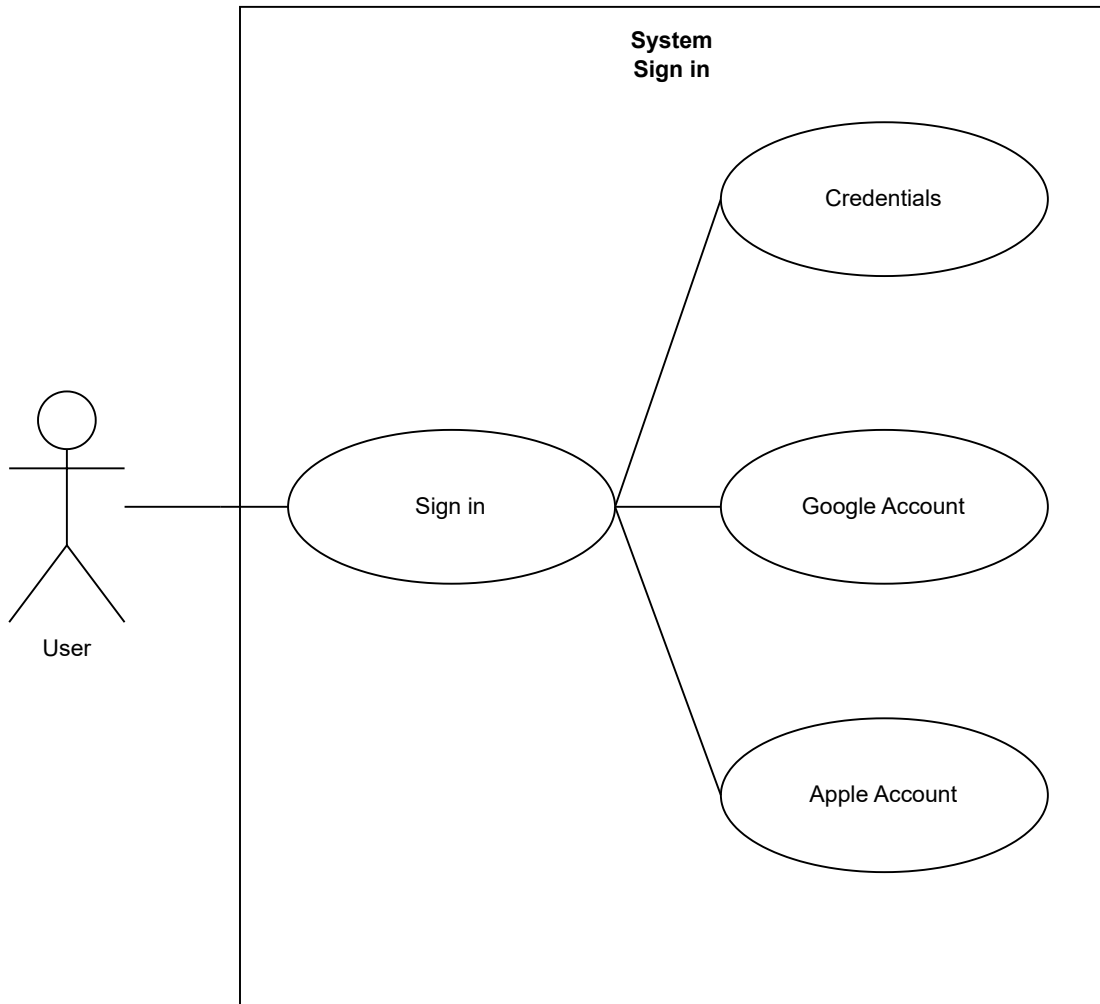 System
Sign in
Credentials
Sign in
Google Account
User
Apple Account